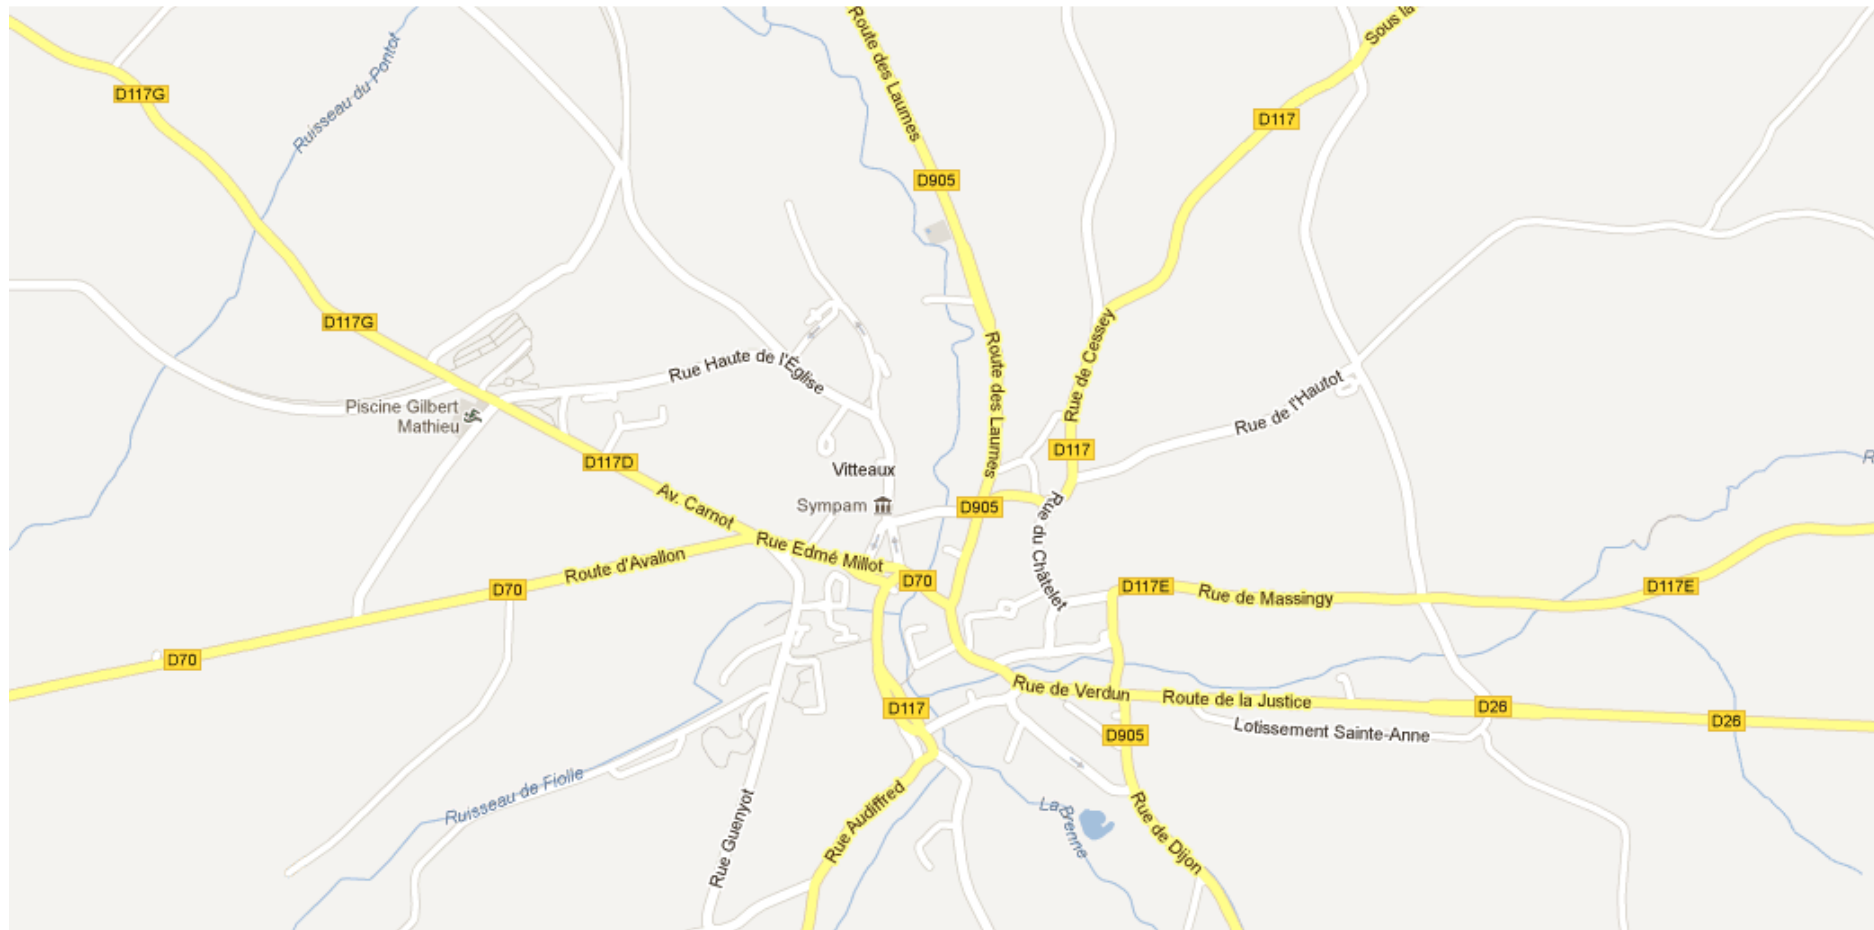 Route des Laumes
Sous la
D117G
Ruisseau du Pontot
D117
D905
D117G
Route des Laumes
Rue de Cessey
Rue Haute de l'Église
Piscine Gilbert
Mathieu
Rue de l'Hautot
D117
D117D
Vitteaux
R
Av. Carnot
Sympam
D905
Rue du Châtelet
Rue Edmé Millot
Route d'Avallon
D70
D70
D117E
Rue de Massingy
D117E
D70
Rue de Verdun
Route de la Justice
D117
D26
D26
Lotissement Sainte-Anne
D905
Ruisseau de Fiolle
Rue Guenyot
Rue Audiffred
La Brenne
Rue de Dijon